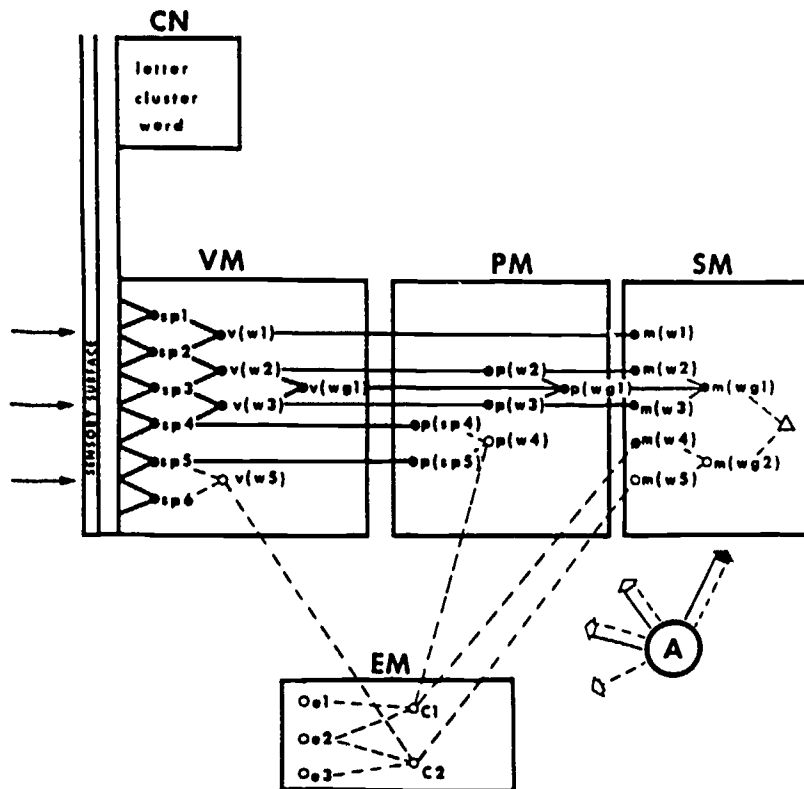 CN
letter
cluster
word
SENSORY SURFACE
VM
sp1
sp2
sp3
sp4
sp5
sp6
v(w1)
v(w2)
v(wg1)
v(w3)
v(w5)
PM
p(w2)
p(wg1)
p(w3)
p(sp4)
p(w4)
p(sp5)
SM
m(w1)
m(w2)
m(wg1)
m(w3)
m(w4)
m(wg2)
m(w5)
A
EM
e1
e2
e3
C1
C2